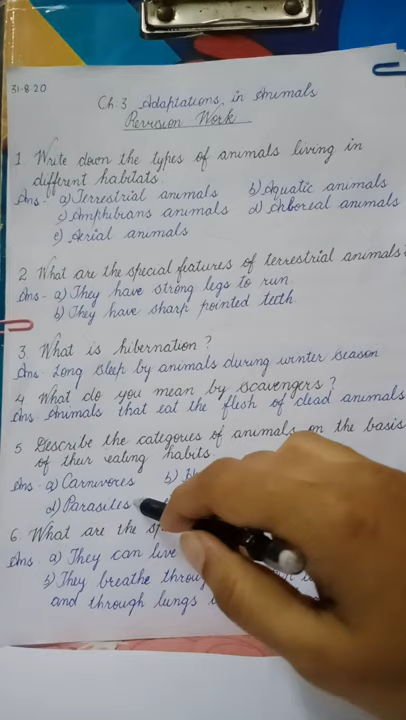 31-8-20
Ch.3 Adaptations in Animals
Revision Work
1. Write down the types of animals living in
different habitats.
Ans. a) Terrestrial animals b) Aquatic animals
c) Amphibians animals d) Arboreal animals
e) Aerial animals
2. What are the special features of terrestrial animals?
Ans- a) They have strong legs to run.
b) They have sharp pointed teeth.
3. What is hibernation?
Ans. Long sleep by animals during winter season
4. What do you mean by scavengers?
Ans. Animals that eat the flesh of dead animals
5. Describe the categories of animals on the basis
of their eating habits.
Ans - a) Carnivores b)
d) Parasites
6. What are the
Ans. a) They can live
b) They breathe
and through lungs